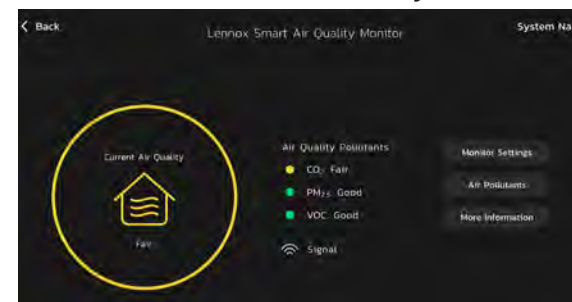 Back
Lennox Smart Air Quality Monitor
System Na
Current Air Quality
Fair
Air Quality Pollutants
CO₂ Fair
PM₂.₅ Good
VOC Good
Signal
Monitor Settings
Air Pollutants
More Information